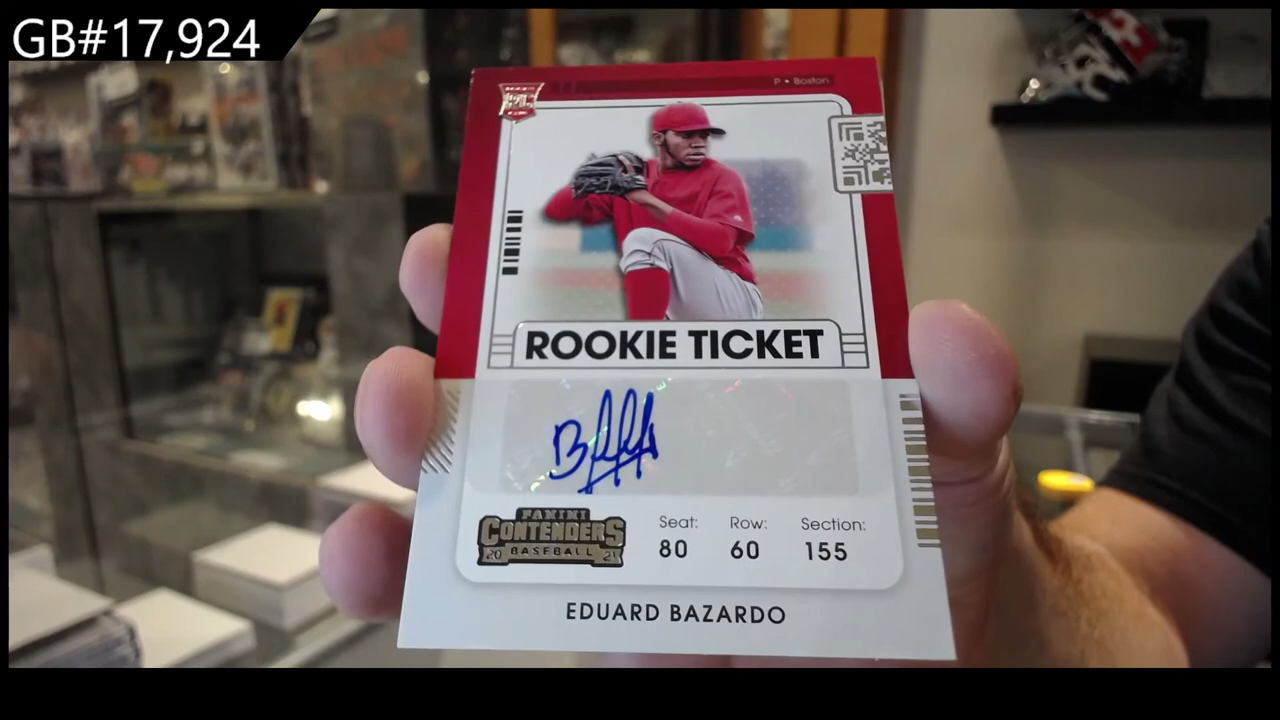 GB#17,924
P • Boston
RC
ROOKIE TICKET
PANINI
CONTENDERS
20 BASEBALL 21
Seat: Row: Section:
80 60 155
EDUARD BAZARDO